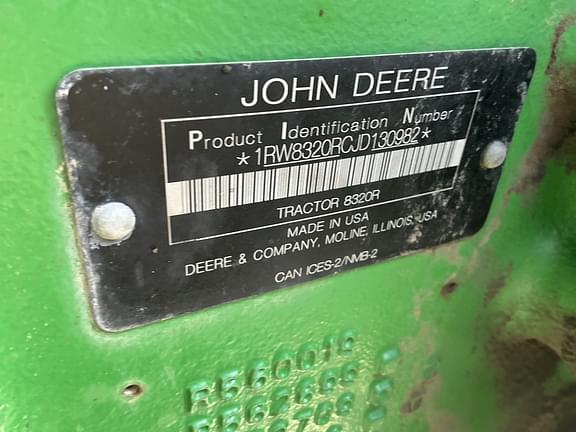 JOHN DEERE
Product Identification Number
*1RW8320RCJD130982*
TRACTOR 8320R
MADE IN USA
DEERE & COMPANY, MOLINE, ILLINOIS, USA
CAN ICES-2/NMB-2